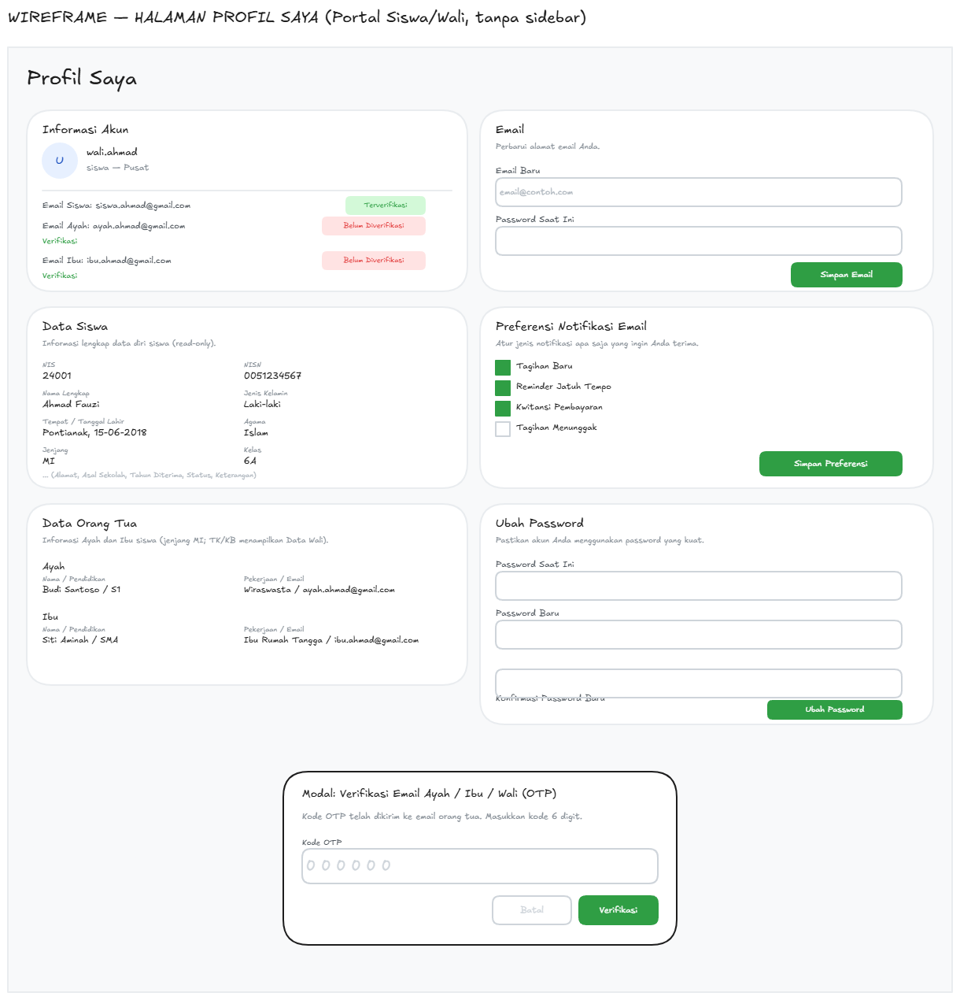 WIREFRAME — HALAMAN PROFIL SAYA (Portal Siswa/Wali, tanpa sidebar)
Profil Saya
Informasi Akun
U
wali.ahmad
siswa — Pusat
Email Siswa: siswa.ahmad@gmail.com
Terverifikasi
Email Ayah: ayah.ahmad@gmail.com
Belum Diverifikasi
Verifikasi
Email Ibu: ibu.ahmad@gmail.com
Belum Diverifikasi
Verifikasi
Email
Perbarui alamat email Anda.
Email Baru
email@contoh.com
Password Saat Ini
Simpan Email
Data Siswa
Informasi lengkap data diri siswa (read-only).
NIS
24001
NISN
0051234567
Nama Lengkap
Ahmad Fauzi
Jenis Kelamin
Laki-laki
Tempat / Tanggal Lahir
Pontianak, 15-06-2018
Agama
Islam
Jenjang
MI
Kelas
6A
... (Alamat, Asal Sekolah, Tahun Diterima, Status, Keterangan)
Preferensi Notifikasi Email
Atur jenis notifikasi apa saja yang ingin Anda terima.
Tagihan Baru
Reminder Jatuh Tempo
Kwitansi Pembayaran
Tagihan Menunggak
Simpan Preferensi
Data Orang Tua
Informasi Ayah dan Ibu siswa (jenjang MI; TK/KB menampilkan Data Wali).
Ayah
Nama / Pendidikan
Budi Santoso / S1
Pekerjaan / Email
Wiraswasta / ayah.ahmad@gmail.com
Ibu
Nama / Pendidikan
Siti Aminah / SMA
Pekerjaan / Email
Ibu Rumah Tangga / ibu.ahmad@gmail.com
Ubah Password
Pastikan akun Anda menggunakan password yang kuat.
Password Saat Ini
Password Baru
Konfirmasi Password Baru
Ubah Password
Modal: Verifikasi Email Ayah / Ibu / Wali (OTP)
Kode OTP telah dikirim ke email orang tua. Masukkan kode 6 digit.
Kode OTP
0 0 0 0 0 0
Batal
Verifikasi